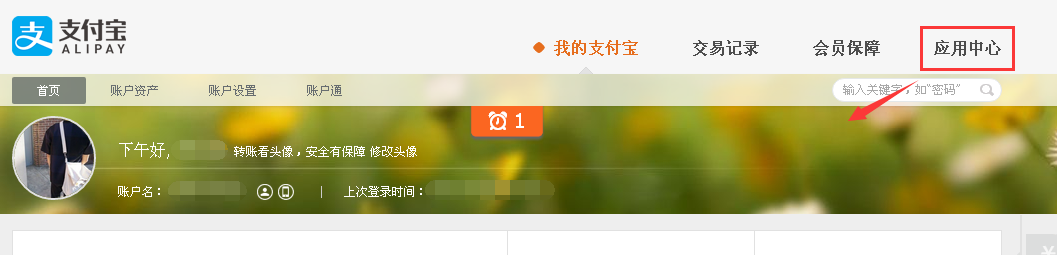 支 支付宝
ALIPAY
我的支付宝 交易记录 会员保障 应用中心
首页 账户资产 账户设置 账户通
输入关键字，如“密码”
1
下午好, 转账看头像，安全有保障 修改头像
账户名： | 上次登录时间：